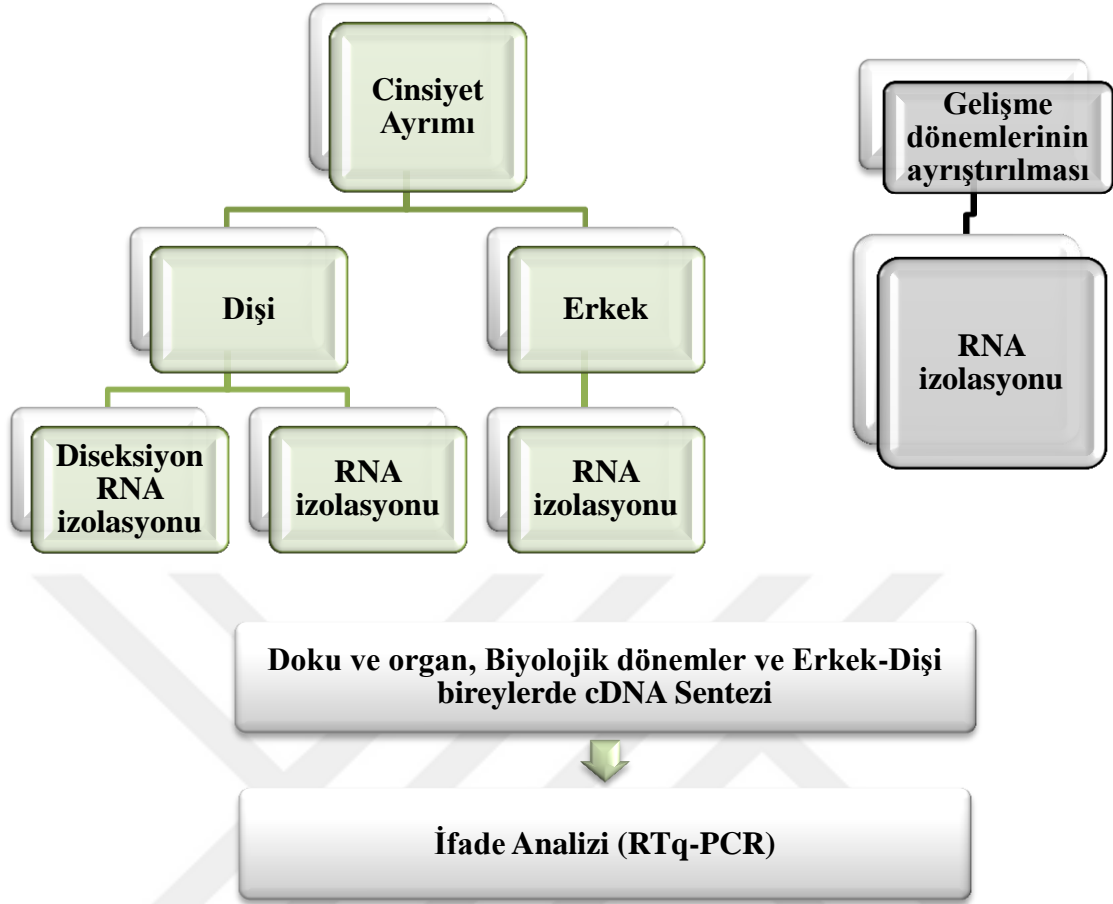 Cinsiyet
Ayrımı
Gelişme
dönemlerinin
ayrıştırılması
Dişi
Erkek
RNA
izolasyonu
Diseksiyon
RNA
izolasyonu
RNA
izolasyonu
RNA
izolasyonu
Doku ve organ, Biyolojik dönemler ve Erkek-Dişi
bireylerde cDNA Sentezi
İfade Analizi (RTq-PCR)